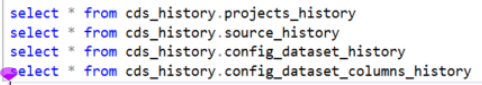 select * from cds_history.projects_history
select * from cds_history.source_history
select * from cds_history.config_dataset_history
select * from cds_history.config_dataset_columns_history